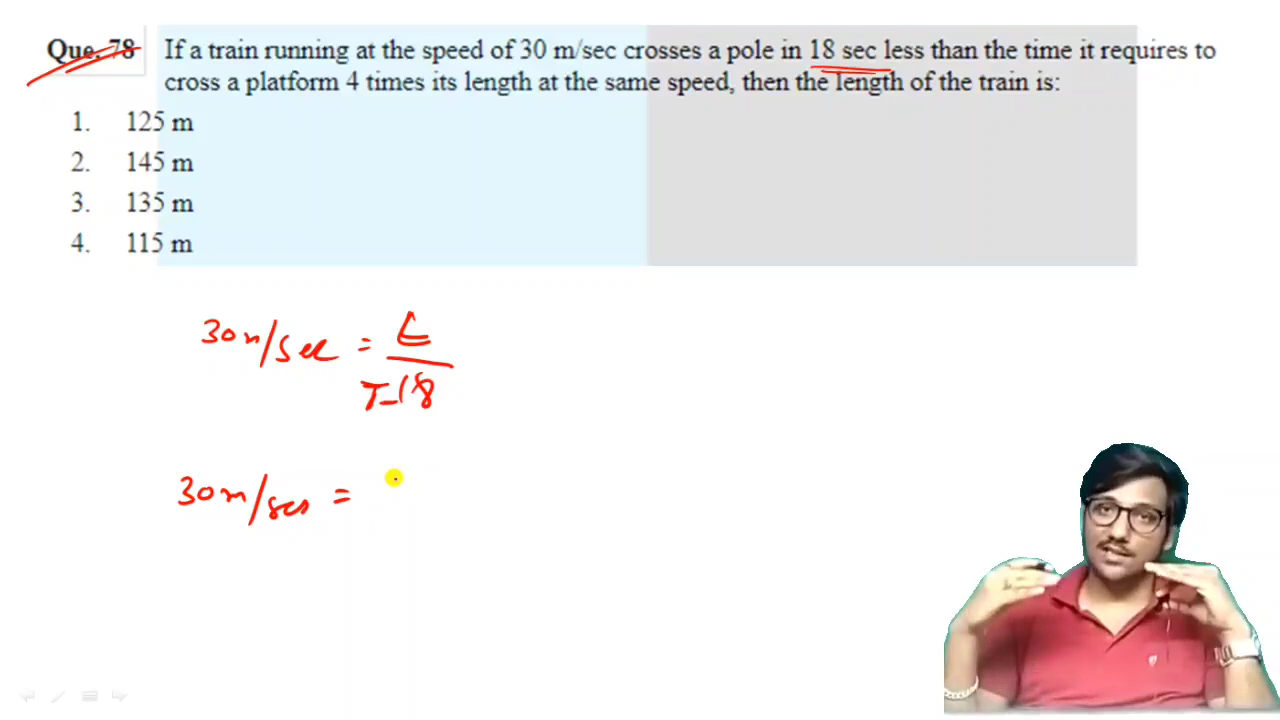 Que. 78 If a train running at the speed of 30 m/sec crosses a pole in 18 sec less than the time it requires to
cross a platform 4 times its length at the same speed, then the length of the train is:
1. 125 m
2. 145 m
3. 135 m
4. 115 m
30m/sec = L
T-18
30m/sec =